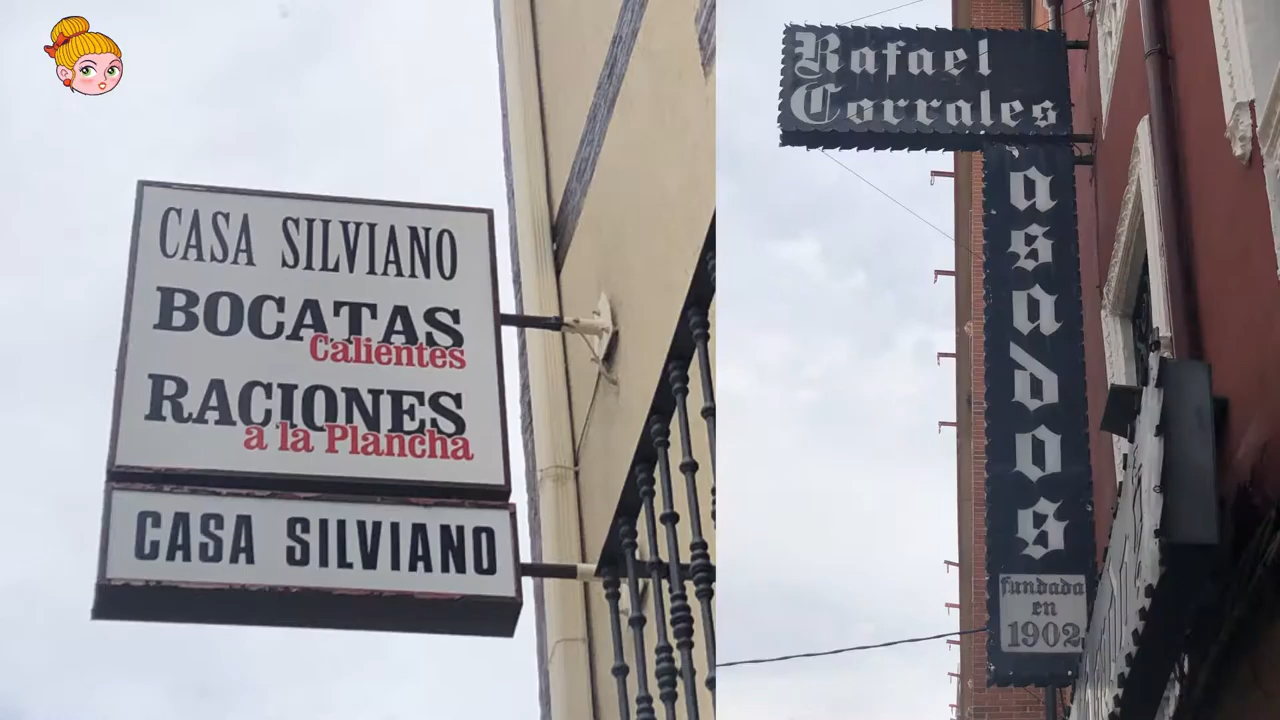 CASA SILVIANO
BOCATAS
Calientes
RACIONES
a la Plancha
CASA SILVIANO
Rafael
Corrales
asados
fundada
en
1902